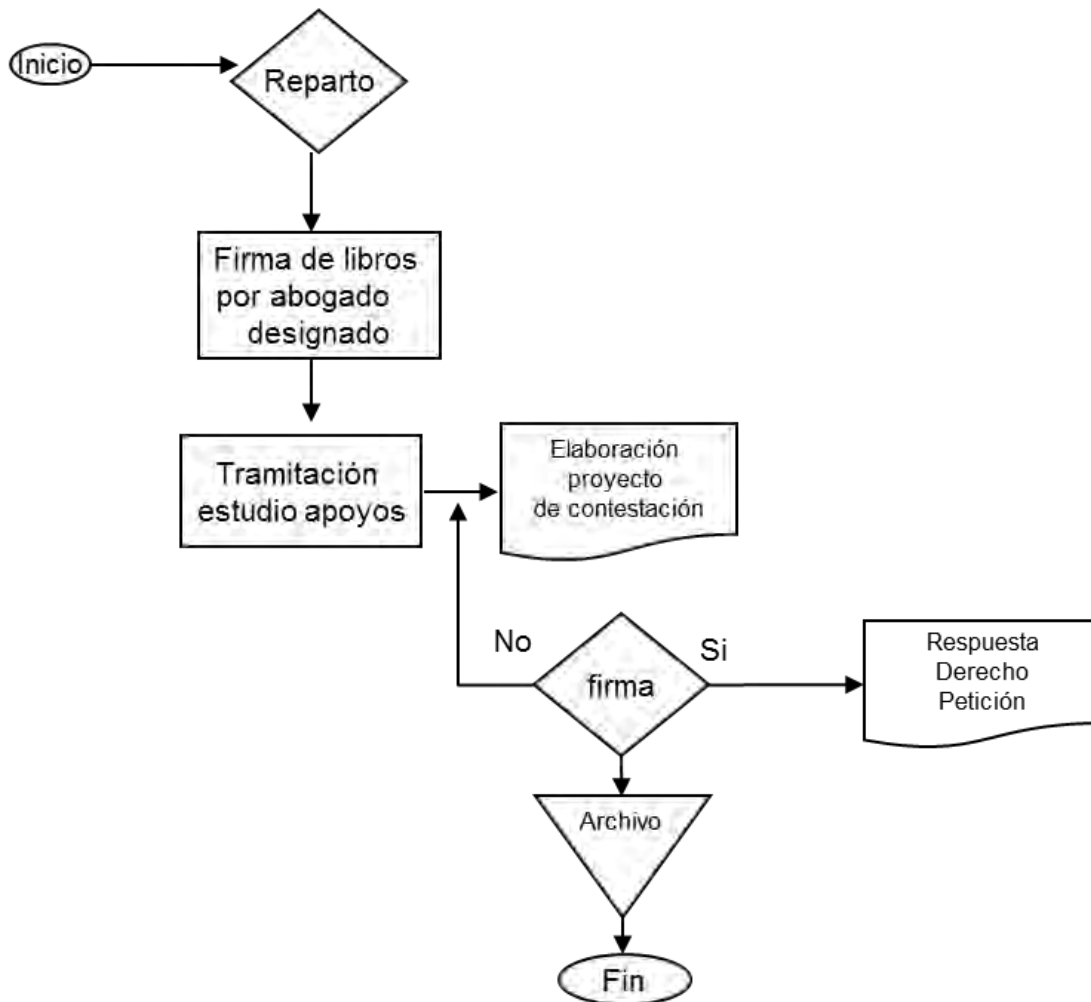 Inicio
Reparto
Firma de libros
por abogado
designado
Tramitación
estudio apoyos
Elaboración
proyecto
de contestación
No
Si
firma
Respuesta
Derecho
Petición
Archivo
Fin